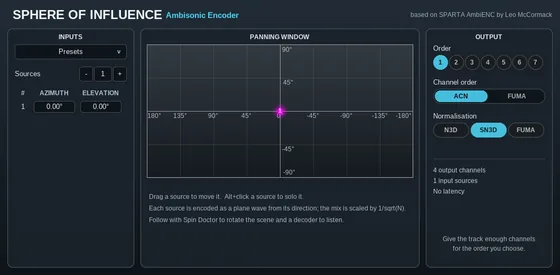 SPHERE OF INFLUENCE Ambisonic Encoder
based on SPARTA AmbiENC by Leo McCormack
INPUTS
Presets
Sources - 1 +
# AZIMUTH ELEVATION
1 0.00° 0.00°
PANNING WINDOW
90°
45°
180° 135° 90° 45° 0° -45° -90° -135° -180°
-45°
-90°
Drag a source to move it. Alt+click a source to solo it.
Each source is encoded as a plane wave from its direction; the mix is scaled by 1/sqrt(N).
Follow with Spin Doctor to rotate the scene and a decoder to listen.
OUTPUT
Order
1 2 3 4 5 6 7
Channel order
ACN FUMA
Normalisation
N3D SN3D FUMA
4 output channels
1 input sources
No latency
Give the track enough channels
for the order you choose.